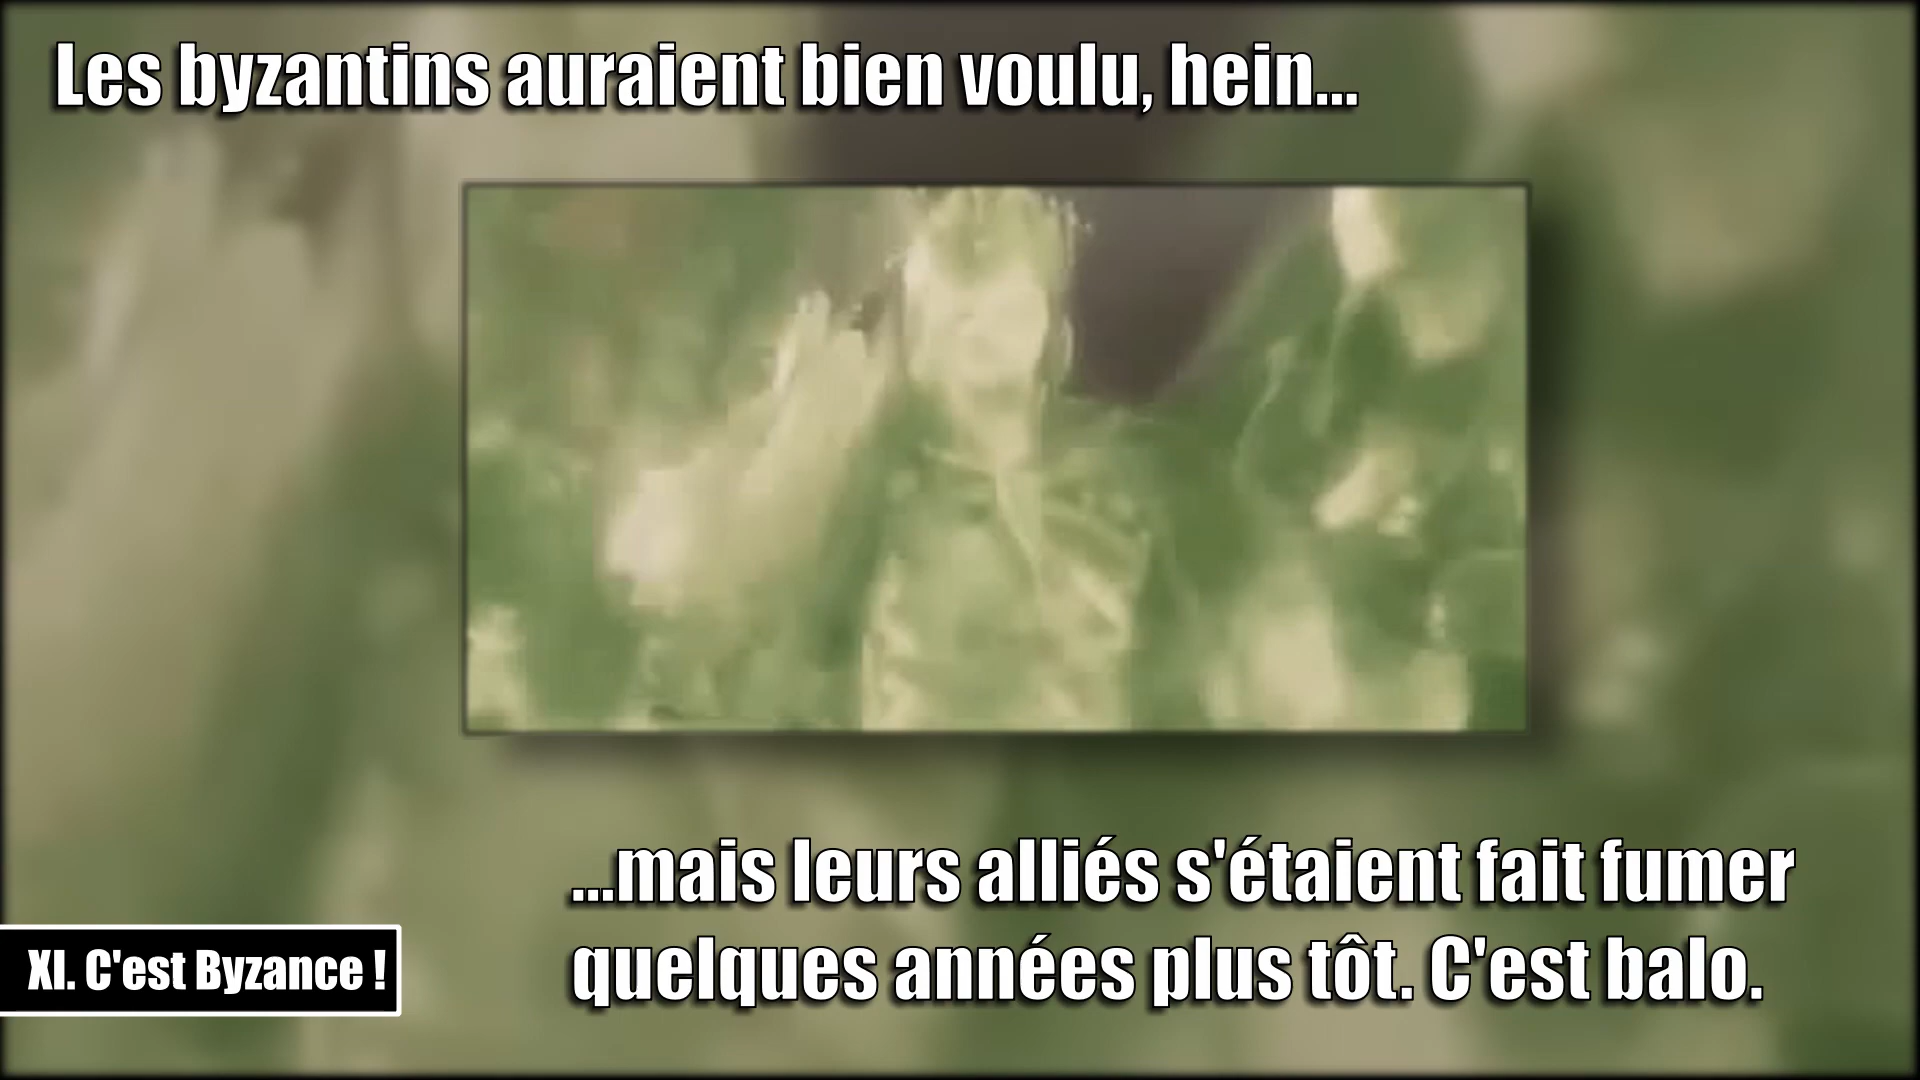 Les byzantins auraient bien voulu, hein...
...mais leurs alliés s'étaient fait fumer
quelques années plus tôt. C'est balo.
XI. C'est Byzance !